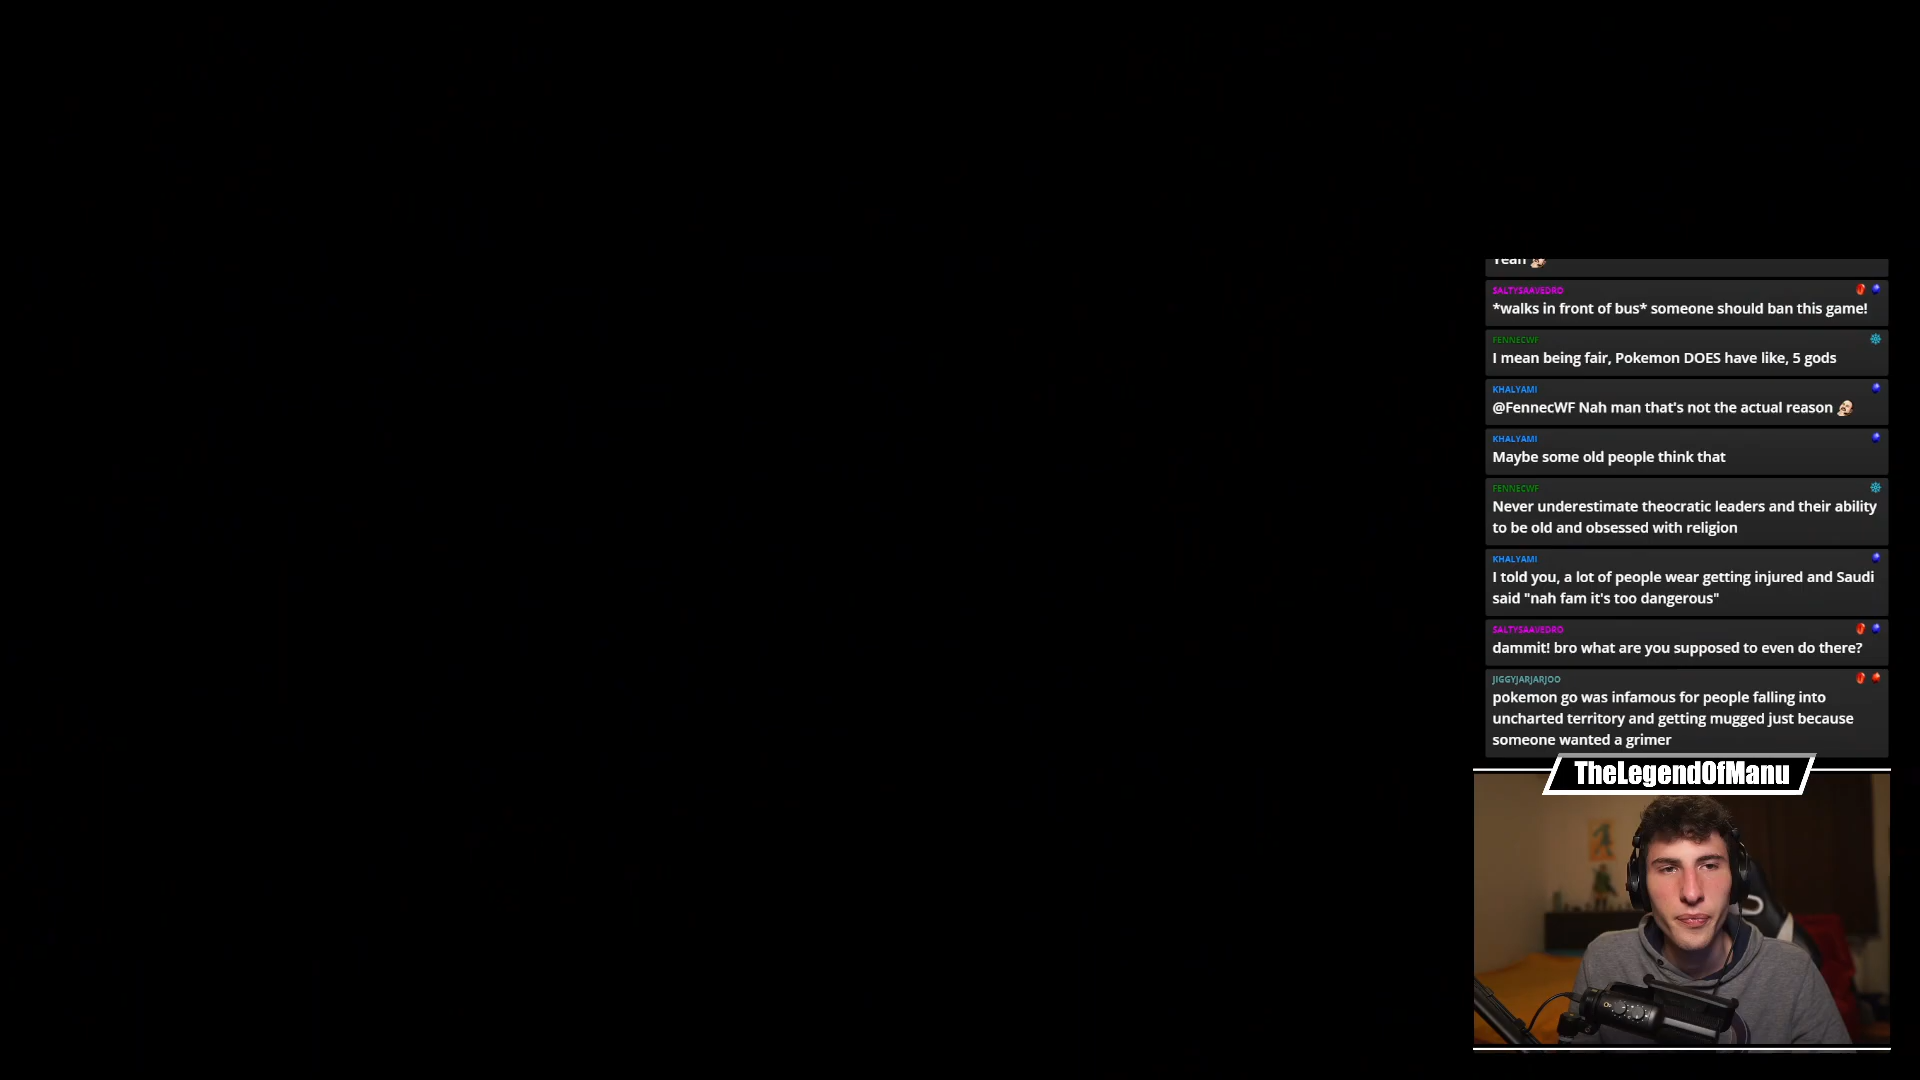 Yeah
SALTYSAAVEDRO
*walks in front of bus* someone should ban this game!
FENNECWF
I mean being fair, Pokemon DOES have like, 5 gods
KHALYAMI
@FennecWF Nah man that's not the actual reason
KHALYAMI
Maybe some old people think that
FENNECWF
Never underestimate theocratic leaders and their ability
to be old and obsessed with religion
KHALYAMI
I told you, a lot of people wear getting injured and Saudi
said "nah fam it's too dangerous"
SALTYSAAVEDRO
dammit! bro what are you supposed to even do there?
JIGGYJARJARJOO
pokemon go was infamous for people falling into
uncharted territory and getting mugged just because
someone wanted a grimer
TheLegendOfManu